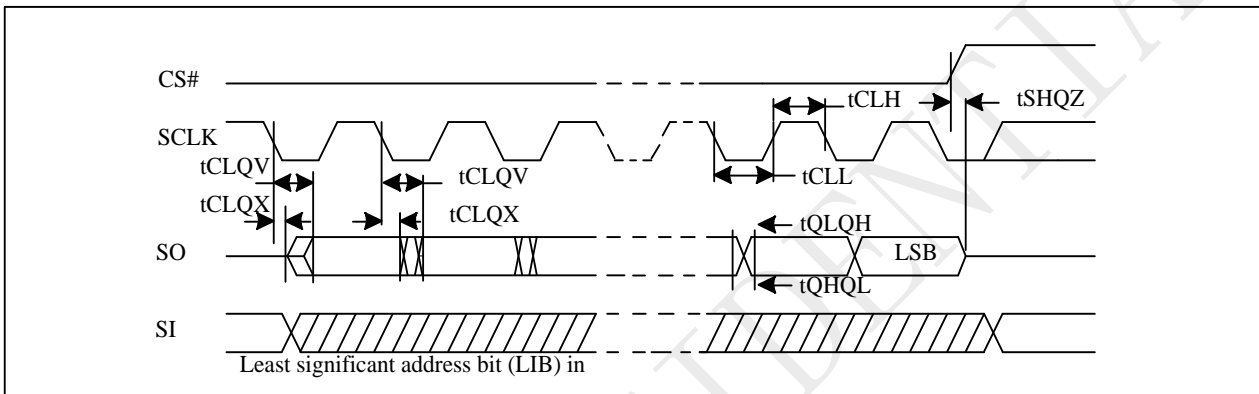 CS#
tCLH
tSHQZ
SCLK
tCLQV
tCLQV
tCLL
tCLQX
tCLQX
tQLQH
SO
LSB
tQHQL
SI
Least significant address bit (LIB) in